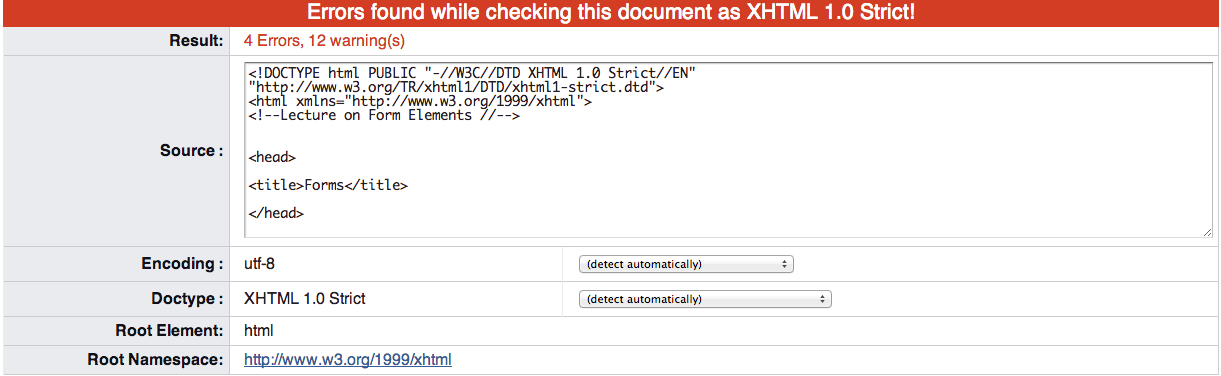 Errors found while checking this document as XHTML 1.0 Strict!
Result: 4 Errors, 12 warning(s)
Source :
<!DOCTYPE html PUBLIC "-//W3C//DTD XHTML 1.0 Strict//EN"
"http://www.w3.org/TR/xhtml1/DTD/xhtml1-strict.dtd">
<html xmlns="http://www.w3.org/1999/xhtml">
<!--Lecture on Form Elements //-->
<head>
<title>Forms</title>
</head>
Encoding : utf-8 (detect automatically)
Doctype : XHTML 1.0 Strict (detect automatically)
Root Element: html
Root Namespace: http://www.w3.org/1999/xhtml